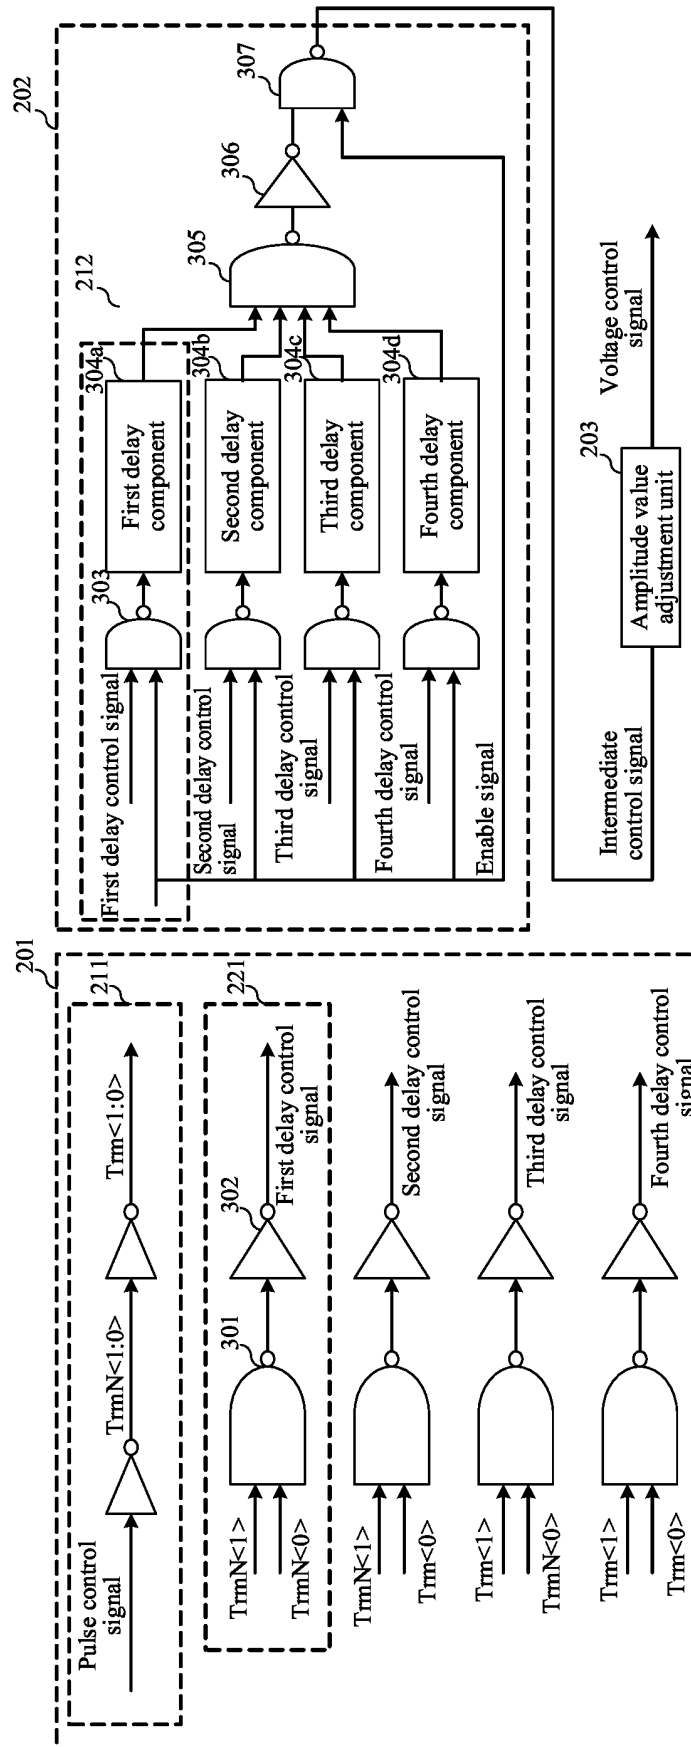 201
211
Pulse control
signal
TrmN<1:0>
Trm<1:0>
221
TrmN<1>
TrmN<0>
301
302
First delay control
signal
TrmN<1>
Trm<0>
Second delay control
signal
Trm<1>
TrmN<0>
Third delay control
signal
Trm<1>
Trm<0>
Fourth delay control
signal
202
212
First delay control signal
303
304a
First delay
component
Second delay control
signal
304b
Second delay
component
Third delay control
signal
304c
Third delay
component
Fourth delay control
signal
304d
Fourth delay
component
Enable signal
305
306
307
Intermediate
control signal
203
Amplitude value
adjustment unit
Voltage control
signal